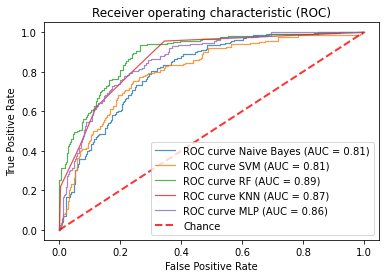 Receiver operating characteristic (ROC)
True Positive Rate
1.0
0.8
0.6
0.4
0.2
0.0
ROC curve Naive Bayes (AUC = 0.81)
ROC curve SVM (AUC = 0.81)
ROC curve RF (AUC = 0.89)
ROC curve KNN (AUC = 0.87)
ROC curve MLP (AUC = 0.86)
Chance
0.0 0.2 0.4 0.6 0.8 1.0
False Positive Rate